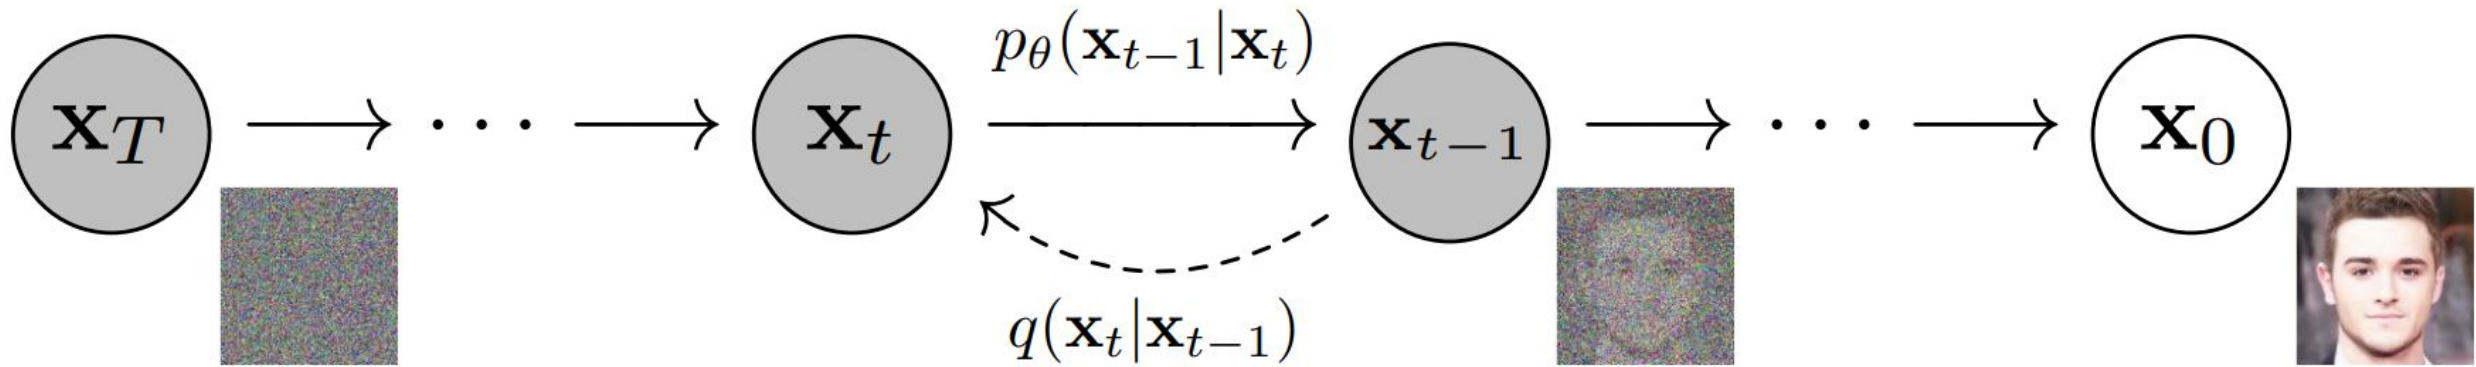 p_θ(x_{t−1}|x_t)
x_T ··· x_t x_{t−1} ··· x_0
q(x_t|x_{t−1})